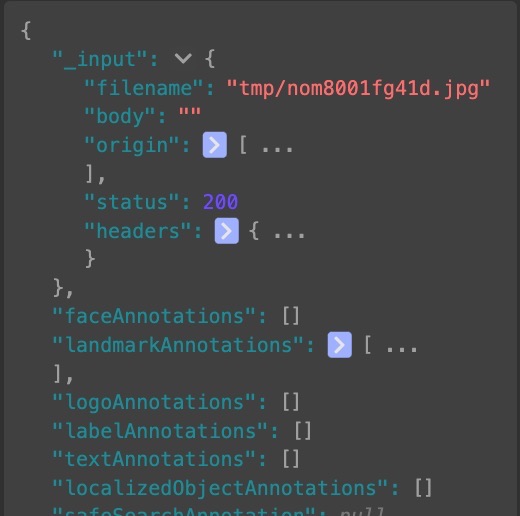 {
"_input": {
"filename": "tmp/nom8001fg41d.jpg"
"body": ""
"origin": [ ...
],
"status": 200
"headers": { ...
}
},
"faceAnnotations": []
"landmarkAnnotations": [ ...
],
"logoAnnotations": []
"labelAnnotations": []
"textAnnotations": []
"localizedObjectAnnotations": []
"safeSearchAnnotation": null